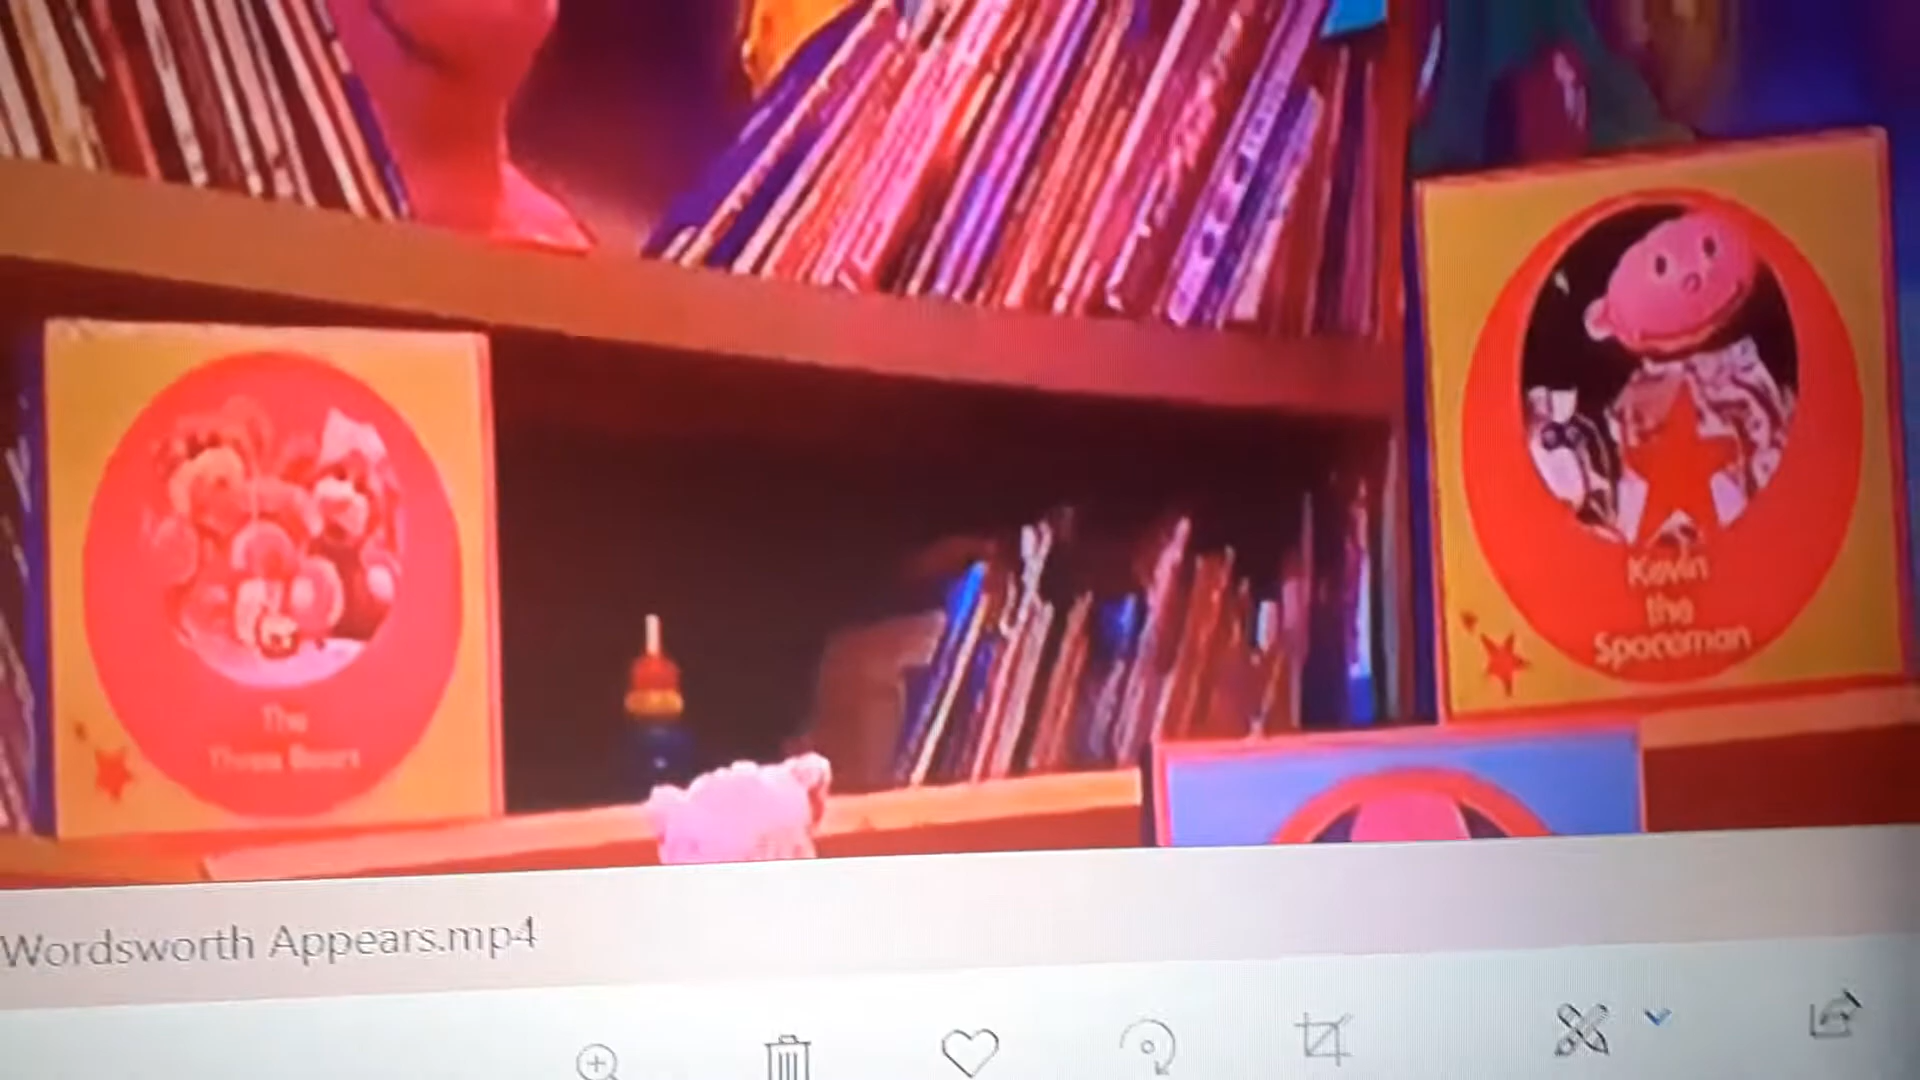 The
Three Bears
Kevin
the
Spaceman
Wordsworth Appears.mp4